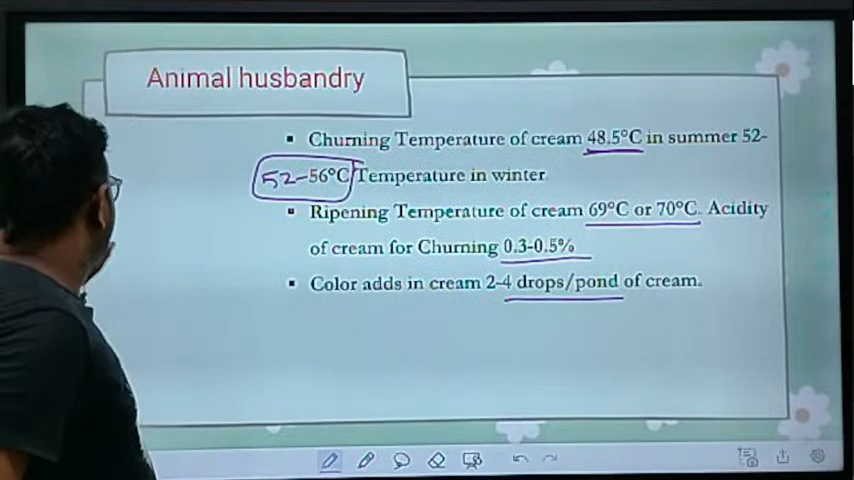 Animal husbandry
▪ Churning Temperature of cream 48.5°C in summer 52-
52-56°C Temperature in winter
▪ Ripening Temperature of cream 69°C or 70°C. Acidity
of cream for Churning 0.3-0.5%
▪ Color adds in cream 2-4 drops/pond of cream.